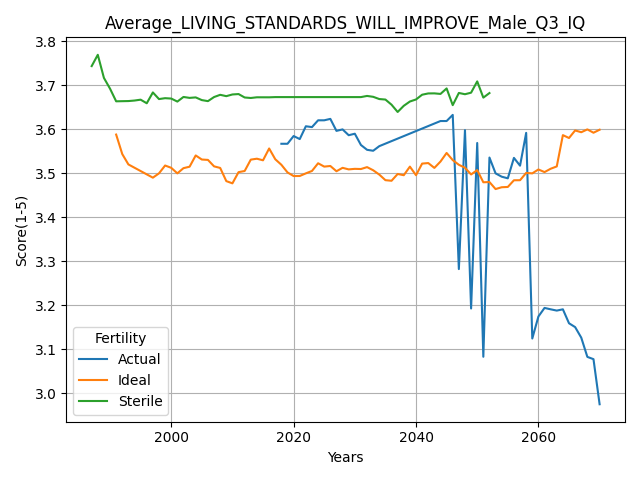 Average_LIVING_STANDARDS_WILL_IMPROVE_Male_Q3_IQ
3.8
3.7
3.6
3.5
3.4
3.3
3.2
3.1
3.0
Score(1-5)
Fertility
Actual
Ideal
Sterile
2000
2020
2040
2060
Years